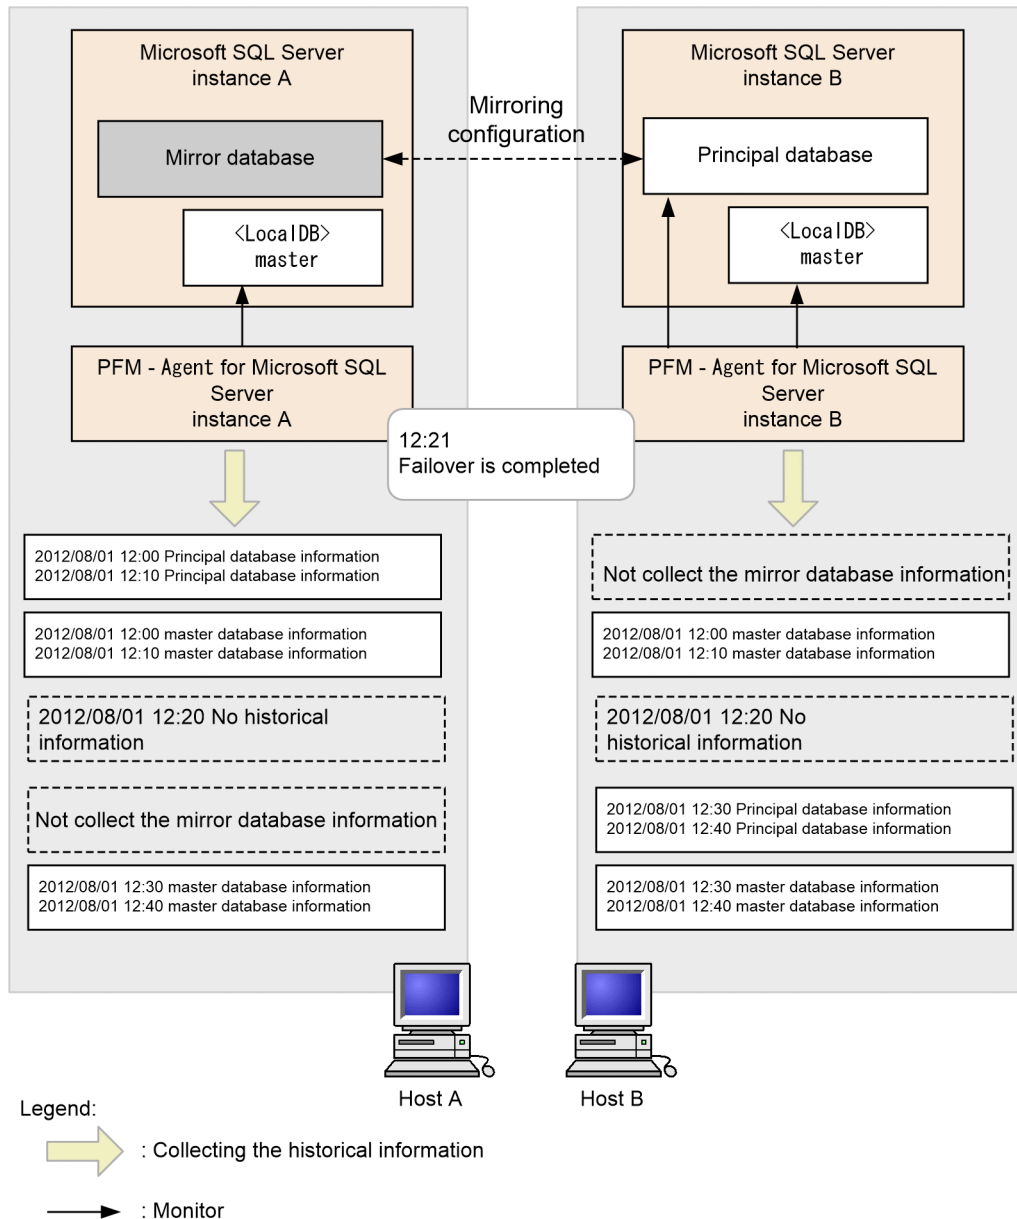 Microsoft SQL Server
instance A
Mirror database
<LocalDB>
master
PFM - Agent for Microsoft SQL
Server
instance A
Mirroring
configuration
Microsoft SQL Server
instance B
Principal database
<LocalDB>
master
PFM - Agent for Microsoft SQL
Server
instance B
12:21
Failover is completed
2012/08/01 12:00 Principal database information
2012/08/01 12:10 Principal database information
2012/08/01 12:00 master database information
2012/08/01 12:10 master database information
2012/08/01 12:20 No historical
information
Not collect the mirror database information
2012/08/01 12:30 master database information
2012/08/01 12:40 master database information
Not collect the mirror database information
2012/08/01 12:00 master database information
2012/08/01 12:10 master database information
2012/08/01 12:20 No
historical information
2012/08/01 12:30 Principal database information
2012/08/01 12:40 Principal database information
2012/08/01 12:30 master database information
2012/08/01 12:40 master database information
Host A
Host B
Legend:
: Collecting the historical information
: Monitor